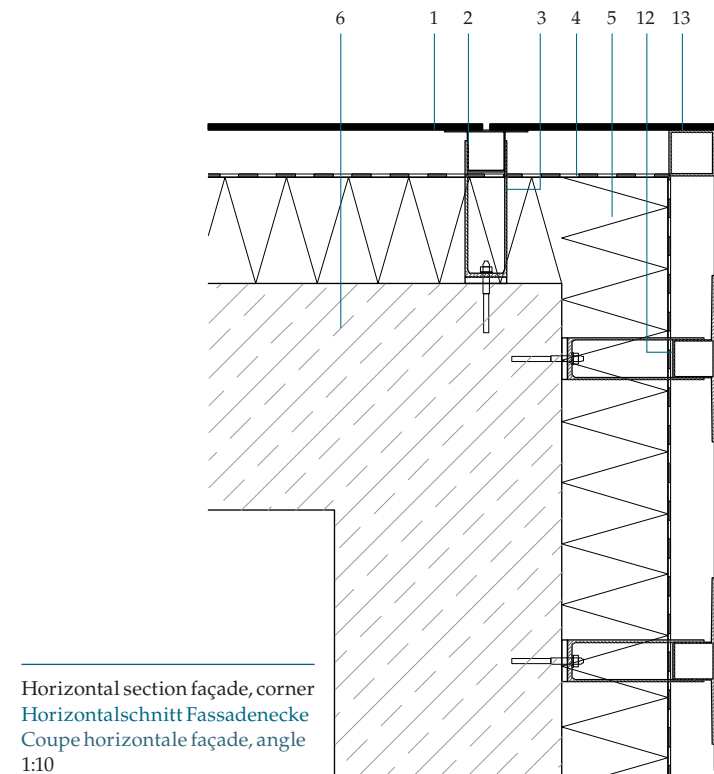 6 1 2 3 4 5 12 13
Horizontal section façade, corner
Horizontalschnitt Fassadenecke
Coupe horizontale façade, angle
1:10